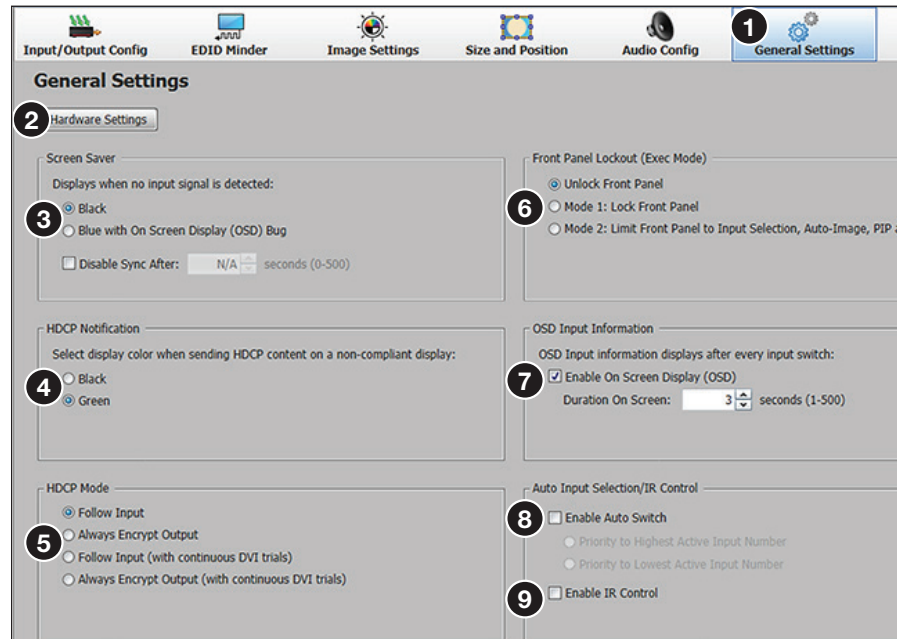 Input/Output Config
EDID Minder
Image Settings
Size and Position
Audio Config
1
General Settings
General Settings
2
Hardware Settings
Screen Saver
Displays when no input signal is detected:
3
Black
Blue with On Screen Display (OSD) Bug
Disable Sync After: N/A seconds (0-500)
Front Panel Lockout (Exec Mode)
Unlock Front Panel
6
Mode 1: Lock Front Panel
Mode 2: Limit Front Panel to Input Selection, Auto-Image, PIP
HDCP Notification
Select display color when sending HDCP content on a non-compliant display:
4
Black
Green
OSD Input Information
OSD Input information displays after every input switch:
7
Enable On Screen Display (OSD)
Duration On Screen: 3 seconds (1-500)
HDCP Mode
Follow Input
5
Always Encrypt Output
Follow Input (with continuous DVI trials)
Always Encrypt Output (with continuous DVI trials)
Auto Input Selection/IR Control
8
Enable Auto Switch
Priority to Highest Active Input Number
Priority to Lowest Active Input Number
9
Enable IR Control